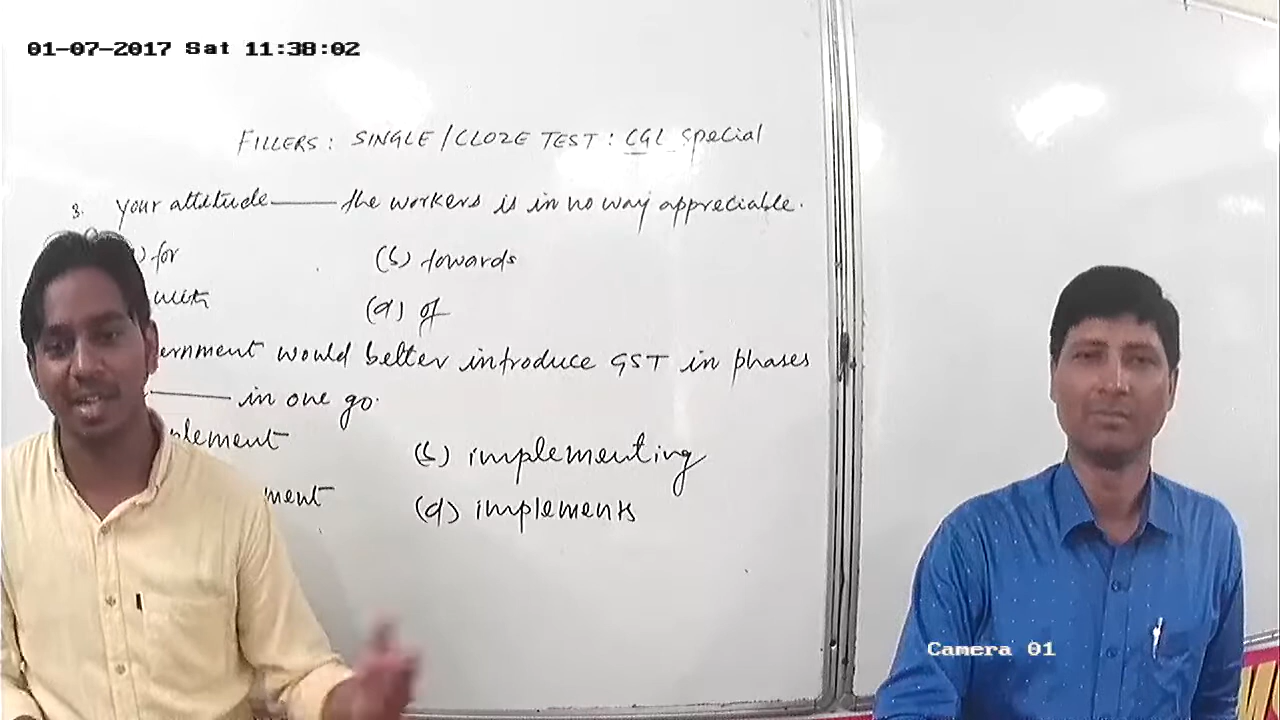 01-07-2017 Sat 11:38:02
FILLERS: SINGLE/CLOZE TEST: CGL special
8. your attitude —— the workers is in no way appreciable.
) for (b) towards
with (d) of
ernment would better introduce GST in phases
—— in one go.
plement (b) implementing
ment (d) implements
Camera 01